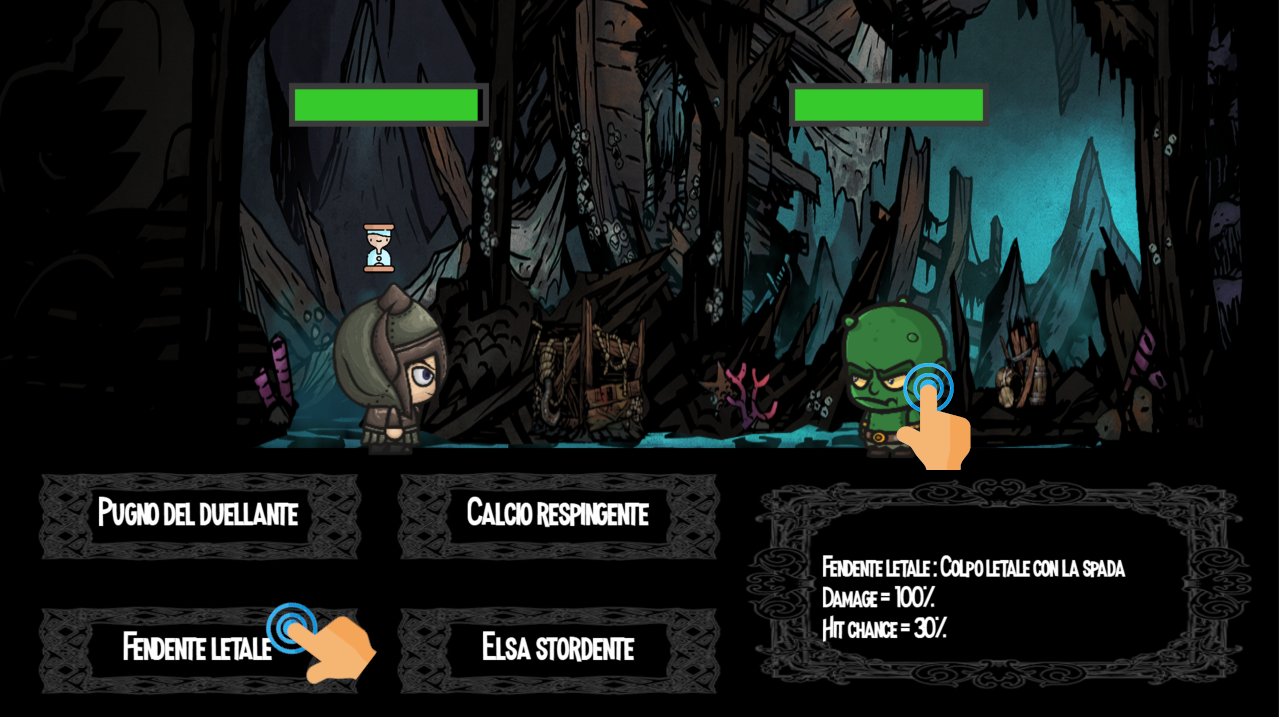 Pugno del duellante
Calcio respingente
Fendente letale
Elsa stordente
Fendente letale : Colpo letale con la spada
Damage = 100%
Hit chance = 30%